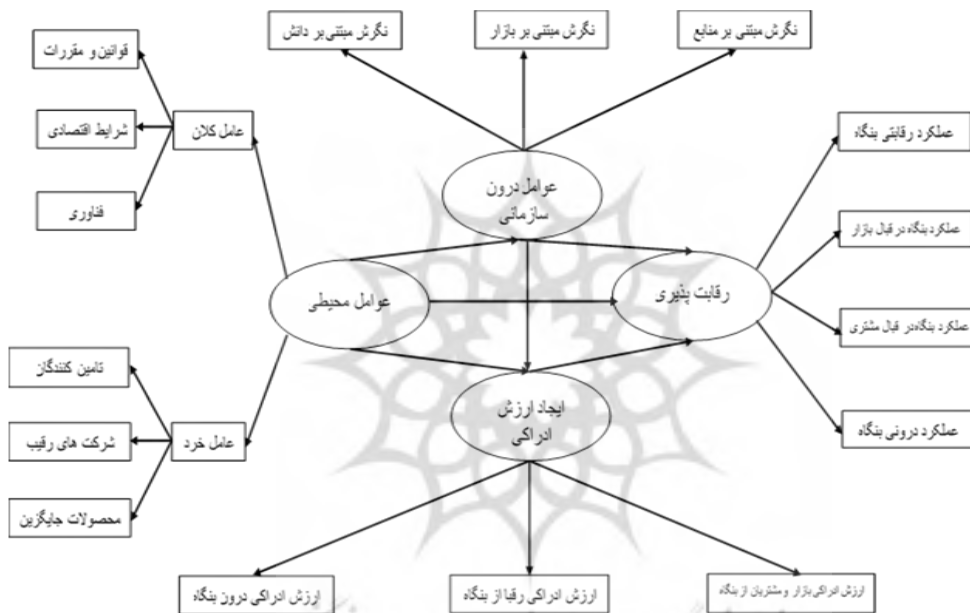 نگرش مبتنی بر منابع
نگرش مبتنی بر بازار
نگرش مبتنی بر دانش
قوانین و مقررات
شرایط اقتصادی
فناوری
عامل کلان
عوامل درون
سازمانی
عملکرد رقابتی بنگاه
عملکرد بنگاه در قبال بازار
عملکرد بنگاه در قبال مشتری
عملکرد درونی بنگاه
رقابت پذیری
عوامل محیطی
تامین کنندگان
شرکت های رقیب
محصولات جایگزین
عامل خرد
ایجاد ارزش
ادراکی
ارزش ادراکی بازار و مشتریان از بنگاه
ارزش ادراکی رقبا از بنگاه
ارزش ادراکی درون بنگاه